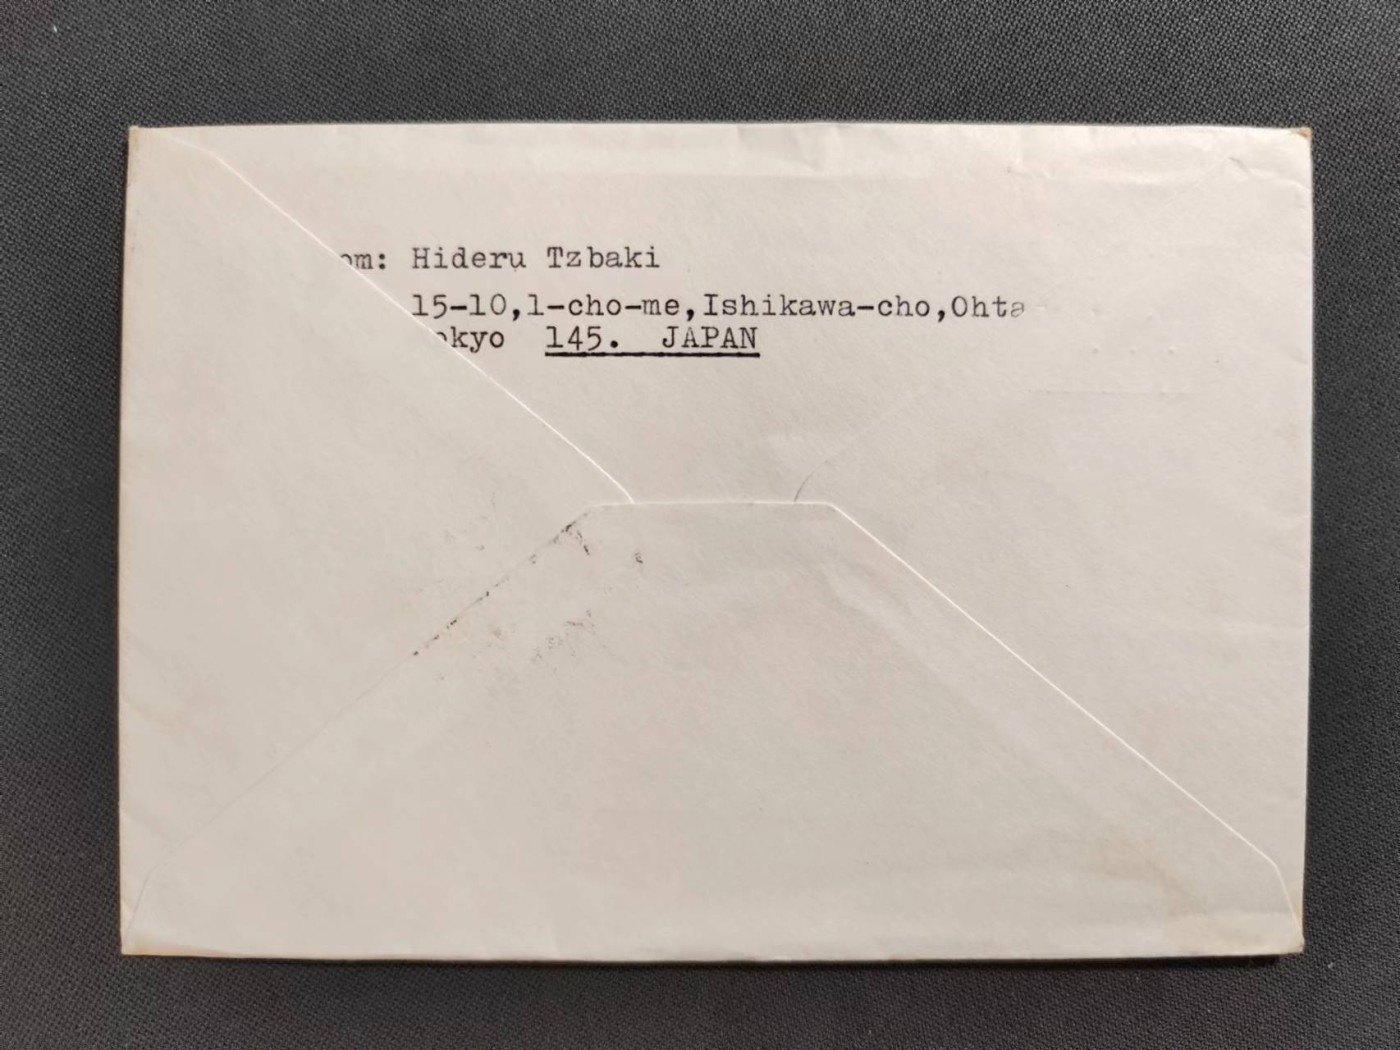 om: Hideru Tzbaki
15-10,1-cho-me,Ishikawa-cho,Ohta
okyo 145. JAPAN